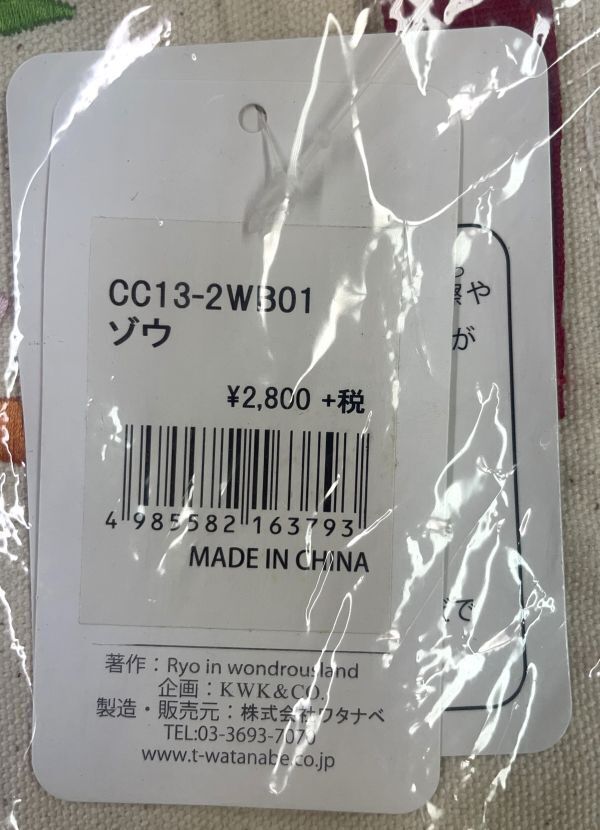 CC13-2WB01
ゾウ
¥2,800 +税
4 985582 163793
MADE IN CHINA
著作：Ryo in wondrousland
企画：KWK&CO.
製造・販売元：株式会社ワタナベ
TEL:03-3693-7070
www.t-watanabe.co.jp
や
が
で